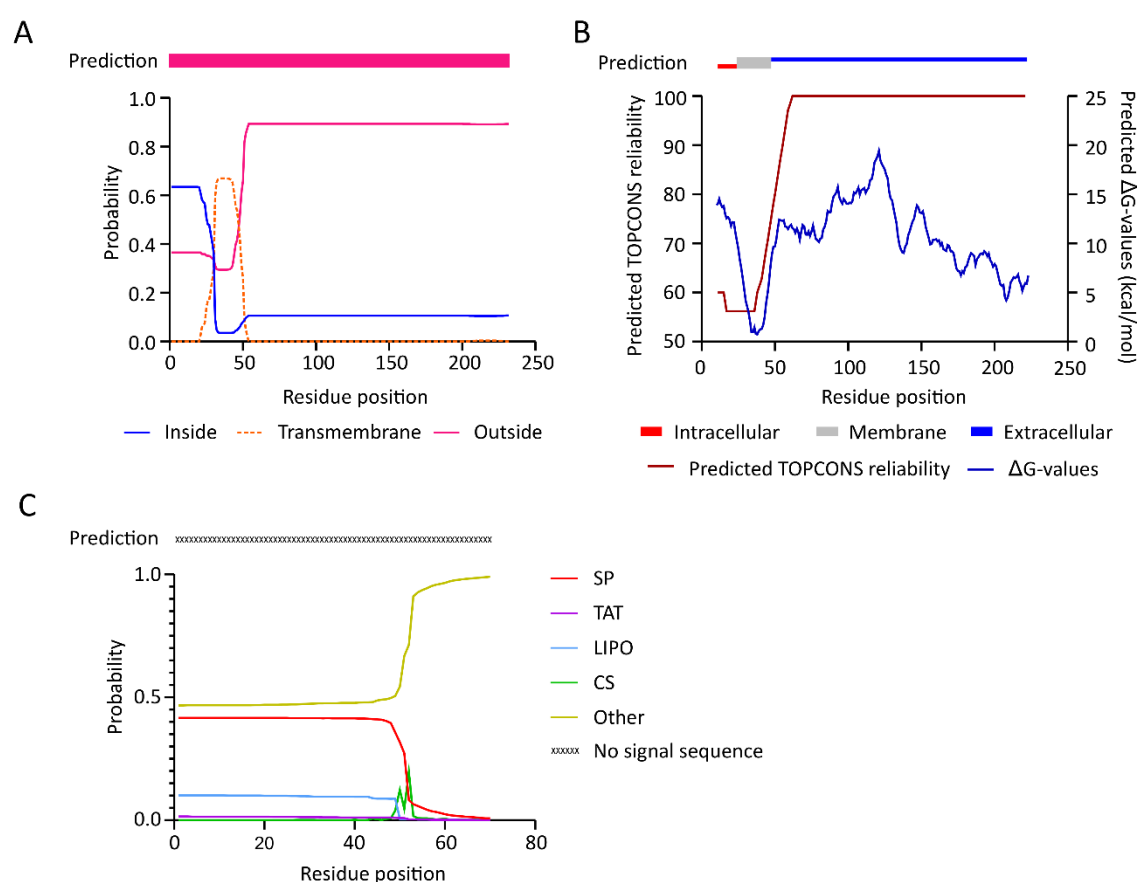 A
Prediction
1.0
0.8
0.6
0.4
0.2
0.0
Probability
0 50 100 150 200 250
Residue position
Inside Transmembrane Outside
B
Prediction
100
90
80
70
60
50
Predicted TOPCONS reliability
25
20
15
10
5
0
Predicted ΔG-values (kcal/mol)
0 50 100 150 200 250
Residue position
Intracellular Membrane Extracellular
Predicted TOPCONS reliability ΔG-values
C
Prediction xxxxxxxxxxxxxxxxxxxxxxxxxxxxxxxxxxxxxxxxxxxxxxxxxxxxxxxxxxxxxxxxxxxxxx
1.0
0.5
0.0
Probability
0 20 40 60 80
Residue position
SP
TAT
LIPO
CS
Other
xxxxxx No signal sequence